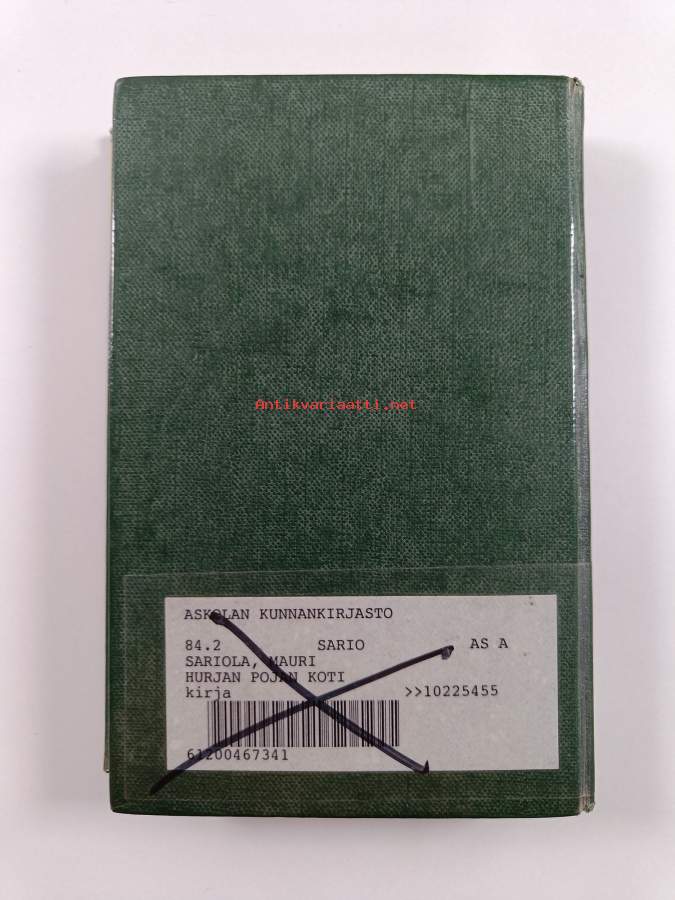 Antikvariaatti.net
ASKOLAN KUNNANKIRJASTO
84.2 SARIO AS A
SARIOLA, MAURI
HURJAN POJAN KOTI
kirja >>10225455
61200467341